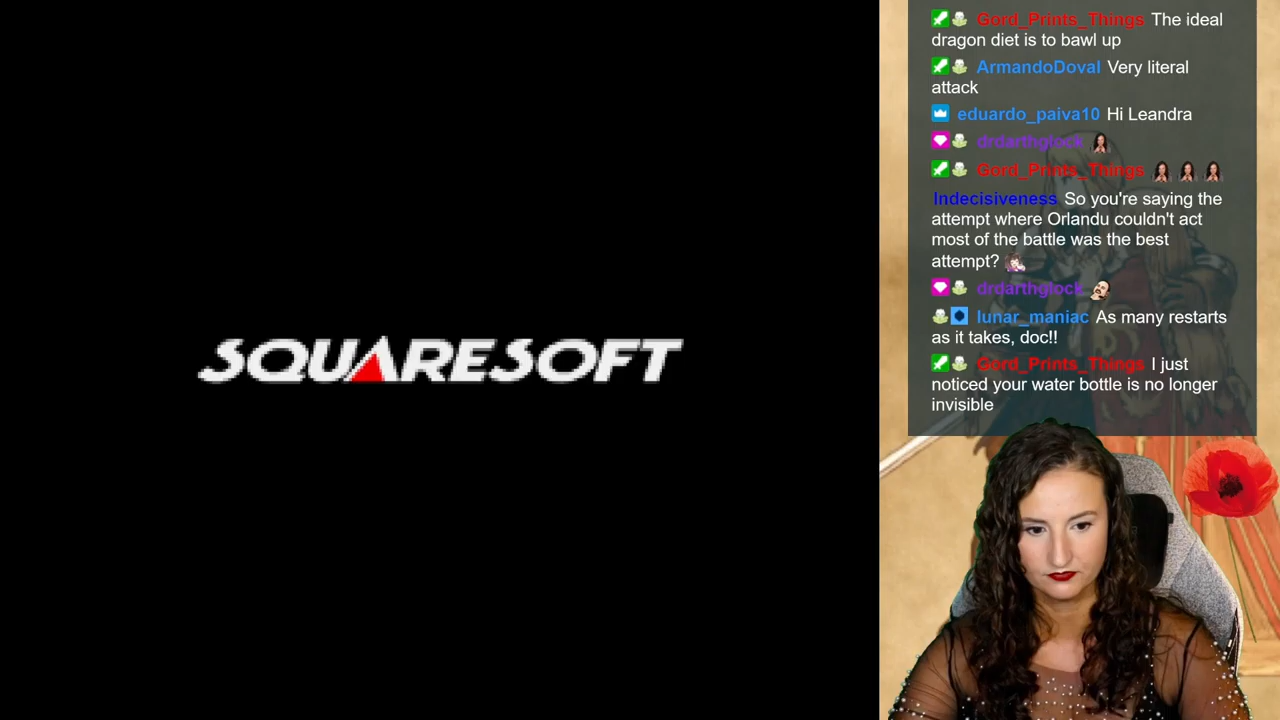 Gord_Prints_Things The ideal
dragon diet is to bawl up
ArmandoDoval Very literal
attack
eduardo_paiva10 Hi Leandra
drdarthglock
Gord_Prints_Things
Indecisiveness So you're saying the
attempt where Orlandu couldn't act
most of the battle was the best
attempt?
drdarthglock
lunar_maniac As many restarts
as it takes, doc!!
Gord_Prints_Things I just
noticed your water bottle is no longer
invisible
SQUARESOFT